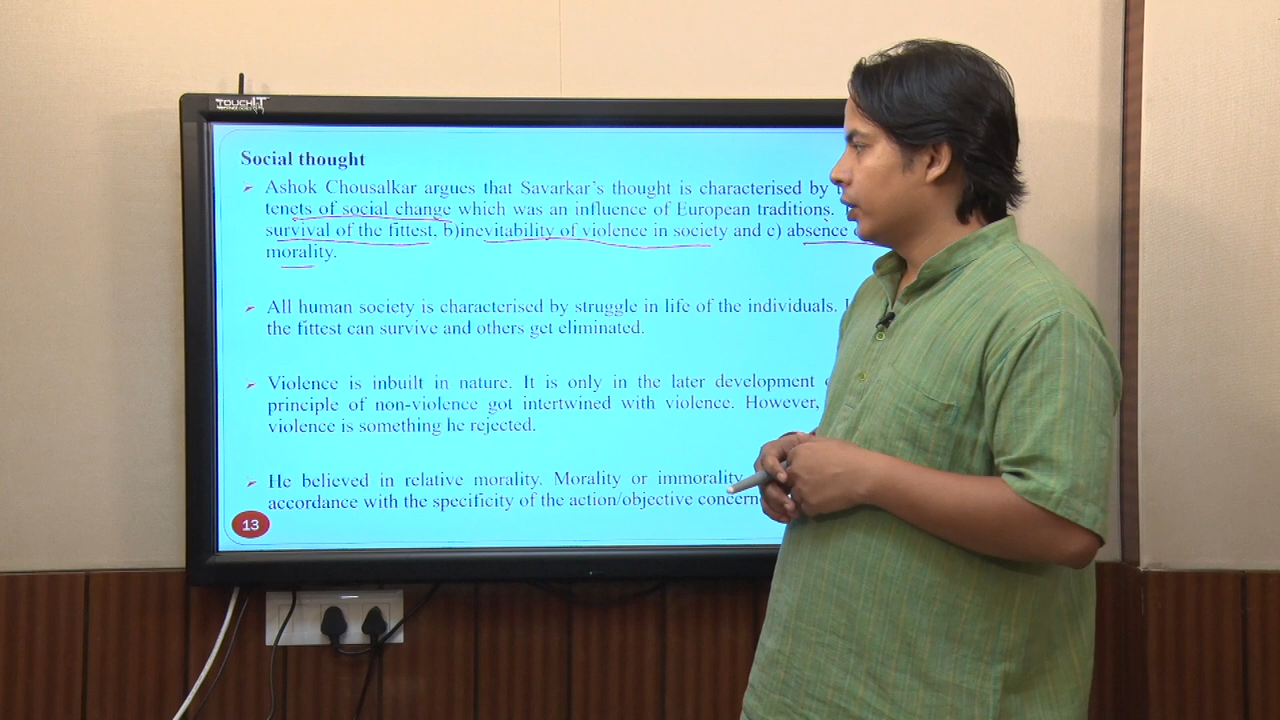 TOUCHIT
Social thought
➢ Ashok Chousalkar argues that Savarkar's thought is characterised by
tenets of social change which was an influence of European traditions.
survival of the fittest, b)inevitability of violence in society and c) absence
morality.
➢ All human society is characterised by struggle in life of the individuals.
the fittest can survive and others get eliminated.
➢ Violence is inbuilt in nature. It is only in the later development
principle of non-violence got intertwined with violence. However,
violence is something he rejected.
➢ He believed in relative morality. Morality or immorality
accordance with the specificity of the action/objective
13